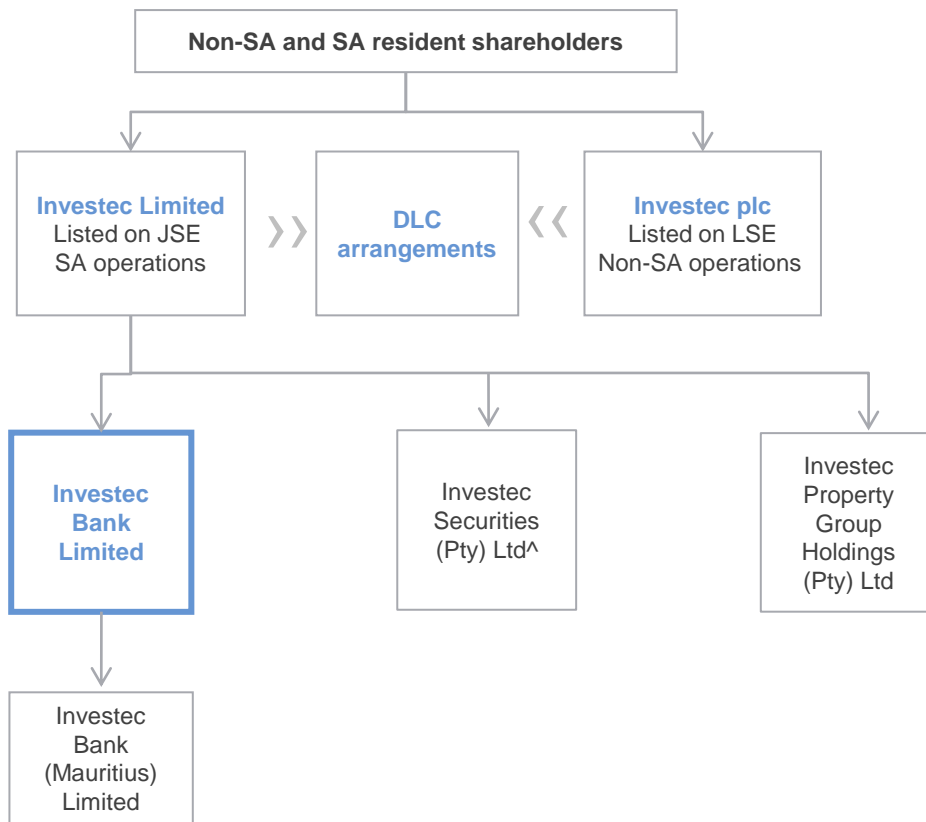 Non-SA and SA resident shareholders
Investec Limited
Listed on JSE
SA operations
DLC
arrangements
Investec plc
Listed on LSE
Non-SA operations
Investec
Bank
Limited
Investec
Securities
(Pty) Ltd^
Investec
Property
Group
Holdings
(Pty) Ltd
Investec
Bank
(Mauritius)
Limited